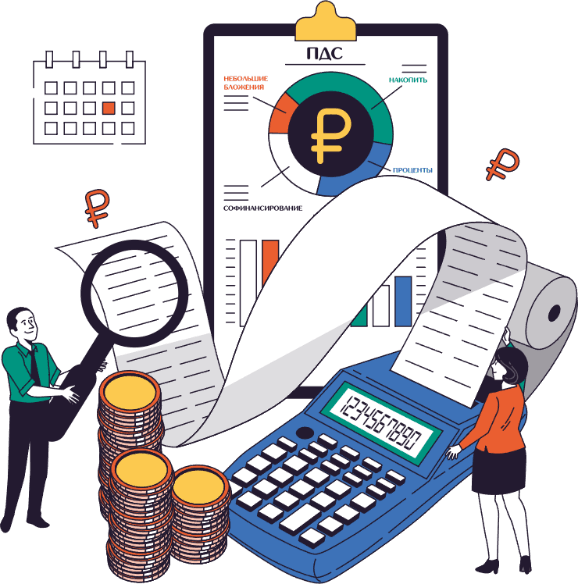 ПДС
НЕБОЛЬШИЕ
ВЛОЖЕНИЯ
НАКОПИТЬ
ПРОЦЕНТЫ
СОФИНАНСИРОВАНИЕ
1234567890